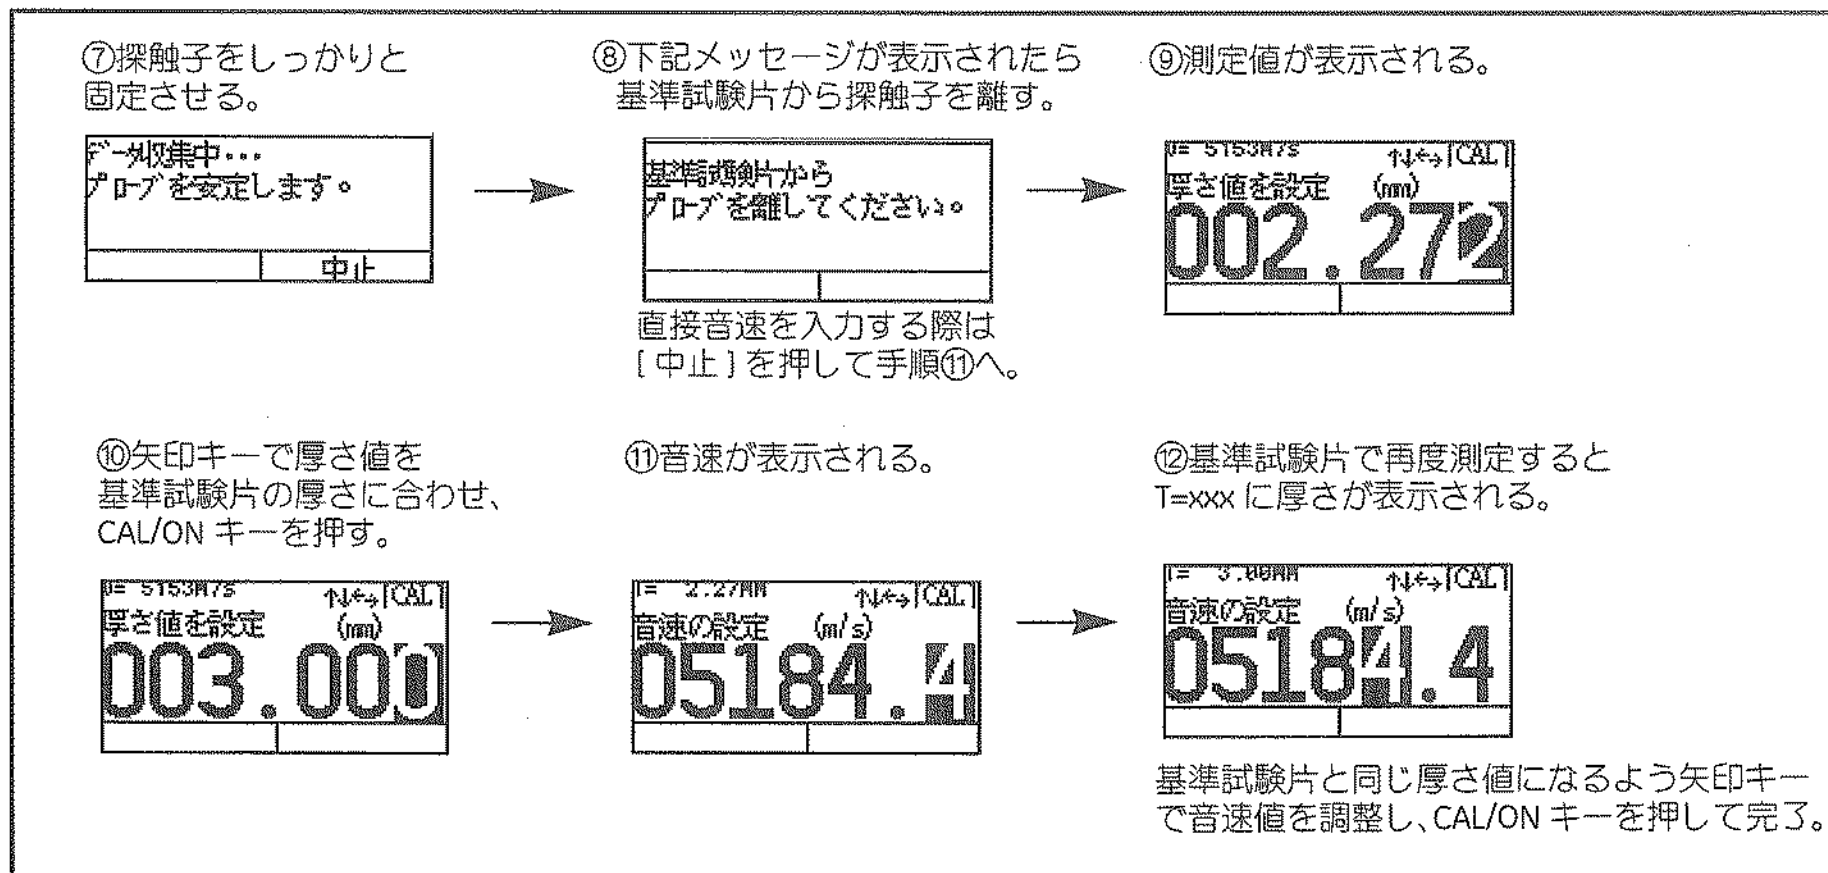 ⑦探触子をしっかりと
固定させる。
データ収集中・・・
プローブを安定します。
中止
⑧下記メッセージが表示されたら
基準試験片から探触子を離す。
基準試験片から
プローブを離してください。
直接音速を入力する際は
[中止]を押して手順⑪へ。
⑨測定値が表示される。
U= 5153M/s ↑↓←→ CAL
厚さ値を設定 (mm)
002.272
⑩矢印キーで厚さ値を
基準試験片の厚さに合わせ、
CAL/ON キーを押す。
U= 5153M/s ↑↓←→ CAL
厚さ値を設定 (mm)
003.000
⑪音速が表示される。
T= 2.27MM ↑↓←→ CAL
音速の設定 (m/s)
05184.4
⑫基準試験片で再度測定すると
T=xxx に厚さが表示される。
T= 3.00MM ↑↓←→ CAL
音速の設定 (m/s)
05184.4
基準試験片と同じ厚さ値になるよう矢印キー
で音速値を調整し、CAL/ON キーを押して完了。